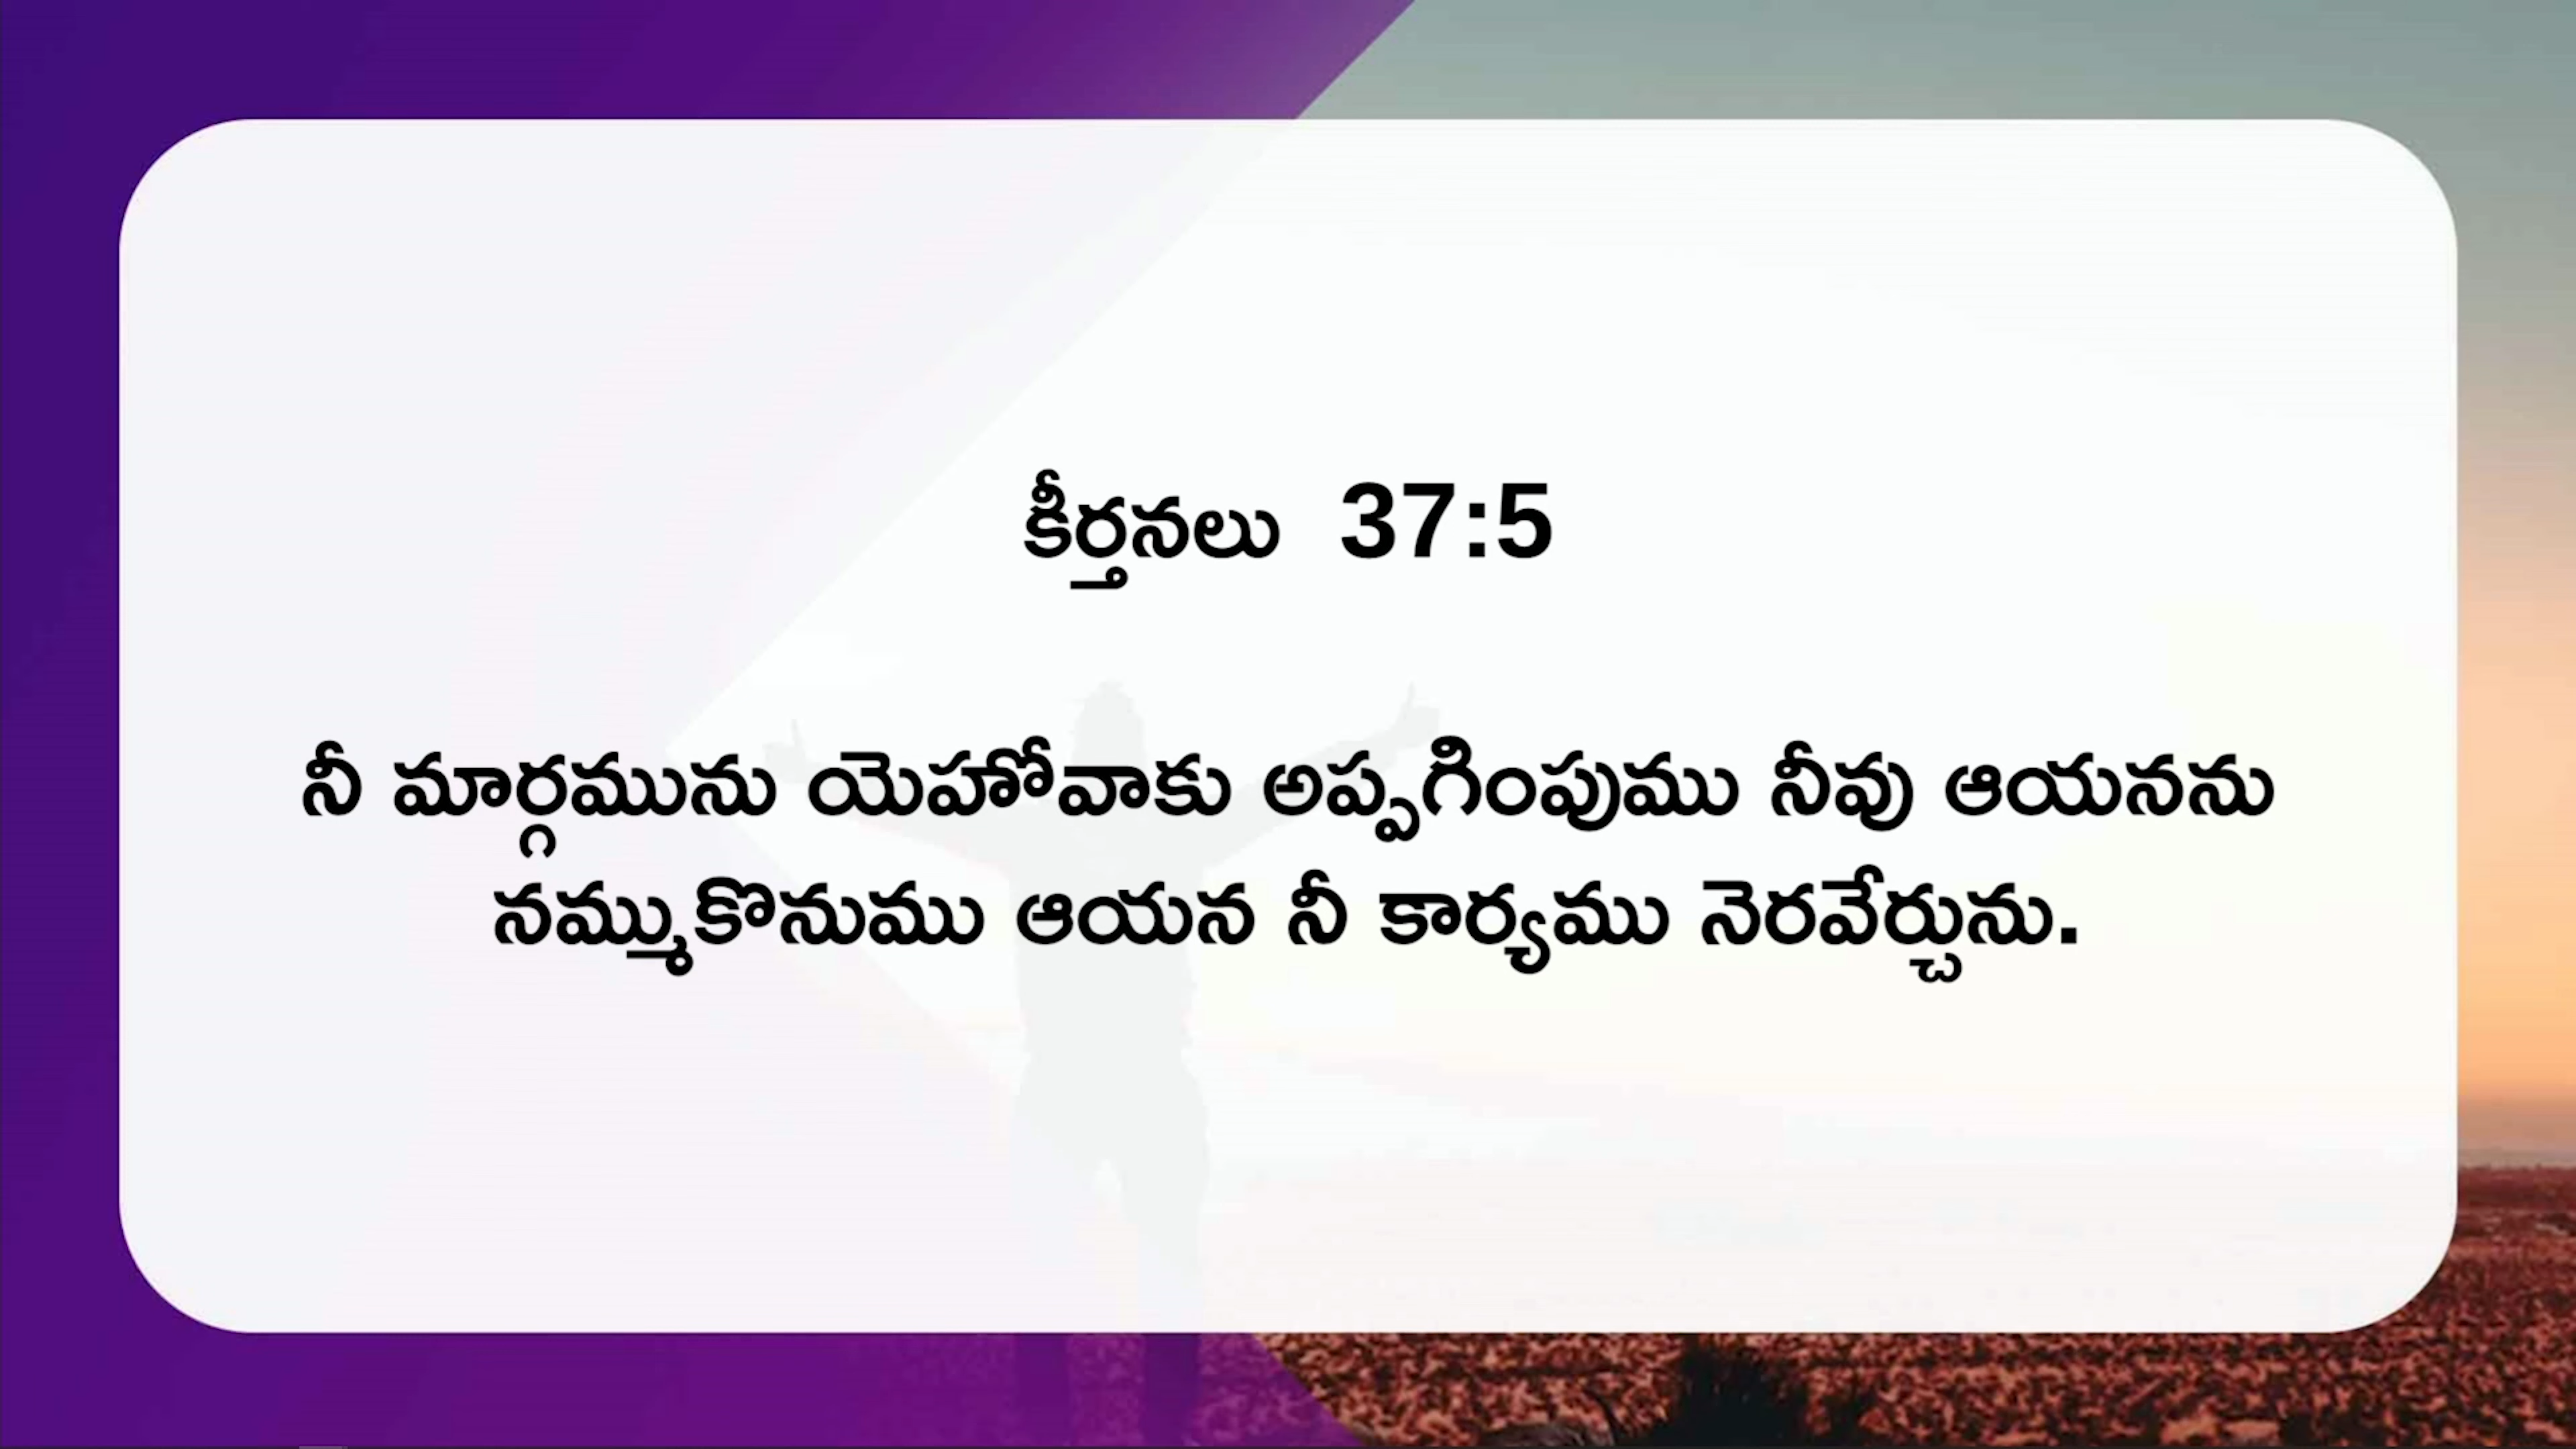 కీర్తనలు 37:5
నీ మార్గమును యెహోవాకు అప్పగింపుము నీవు ఆయనను
నమ్ముకొనుము ఆయన నీ కార్యము నెరవేర్చును.